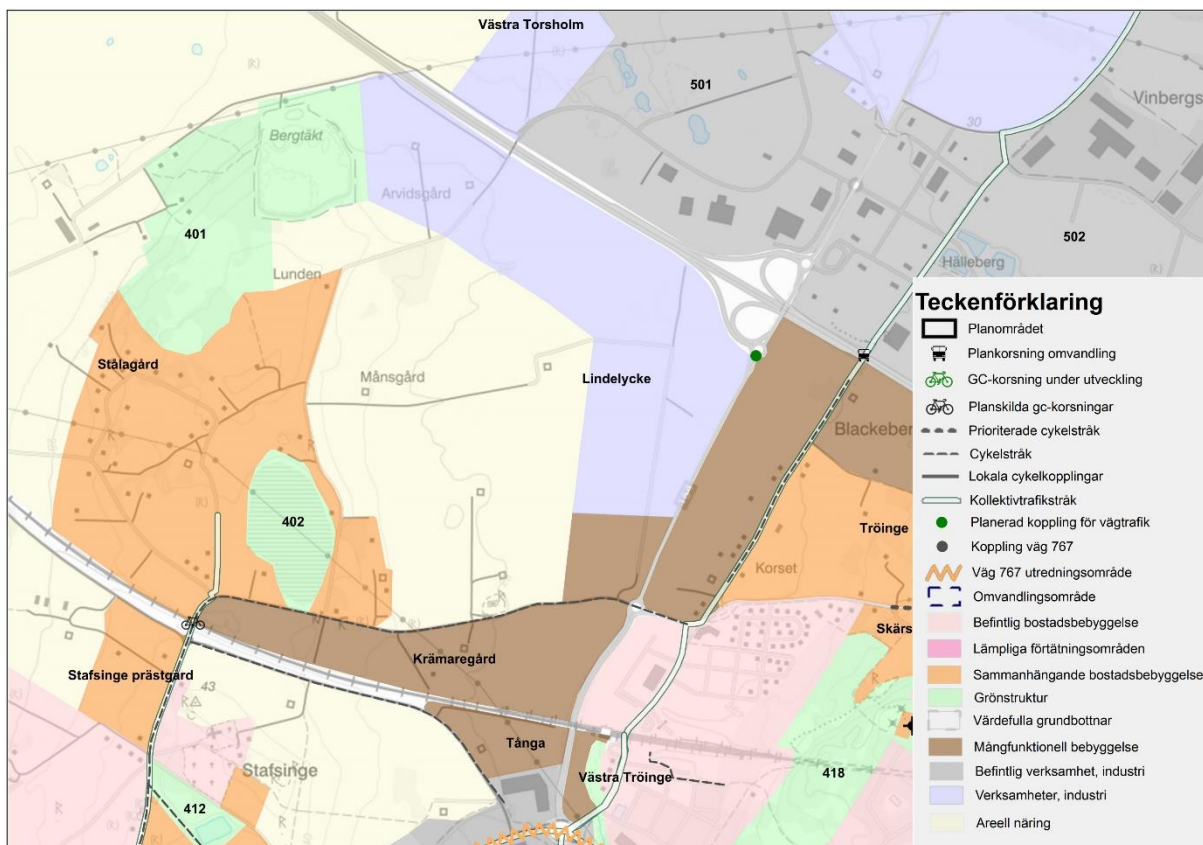 Västra Torsholm
501
30
Vinbergs
Bergtäkt
Arvidsgård
401
502
Lunden
Hälleberg
Stålagård
Månsgård
Lindelycke
Blackeber
402
Tröinge
Korset
Skärs
Krämaregård
Stafsinge prästgård
43
Tånga
Stafsinge
Västra Tröinge
418
412
Teckenförklaring
Planområdet
Plankorsning omvandling
GC-korsning under utveckling
Planskilda gc-korsningar
Prioriterade cykelstråk
Cykelstråk
Lokala cykelkopplingar
Kollektivtrafikstråk
Planerad koppling för vägtrafik
Koppling väg 767
Väg 767 utredningsområde
Omvandlingsområde
Befintlig bostadsbebyggelse
Lämpliga förtätningsområden
Sammanhängande bostadsbebyggelse
Grönstruktur
Värdefulla grundbottnar
Mångfunktionell bebyggelse
Befintlig verksamhet, industri
Verksamheter, industri
Areell näring